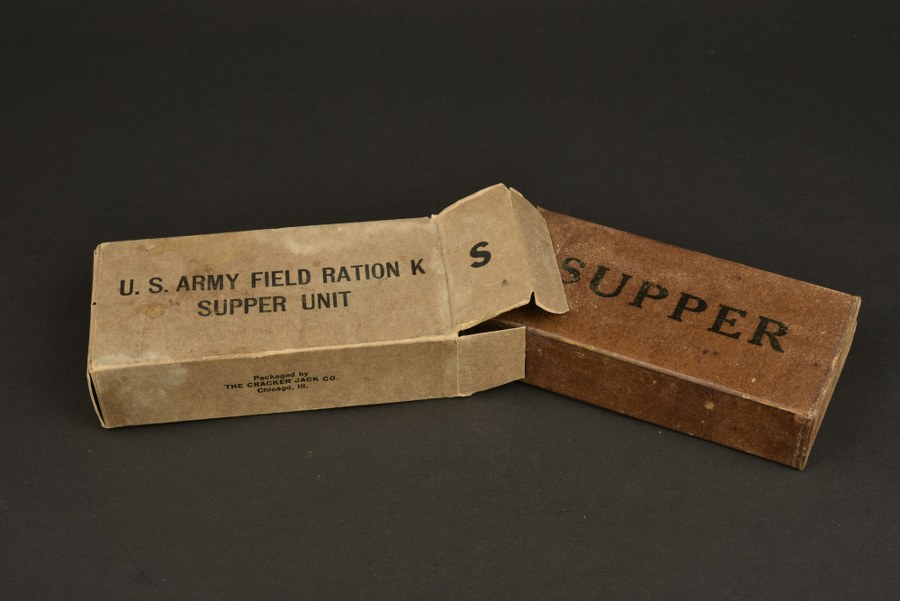 U. S. ARMY FIELD RATION K
SUPPER UNIT
S
Packaged by
THE CRACKER JACK CO
Chicago, Ill.
SUPPER